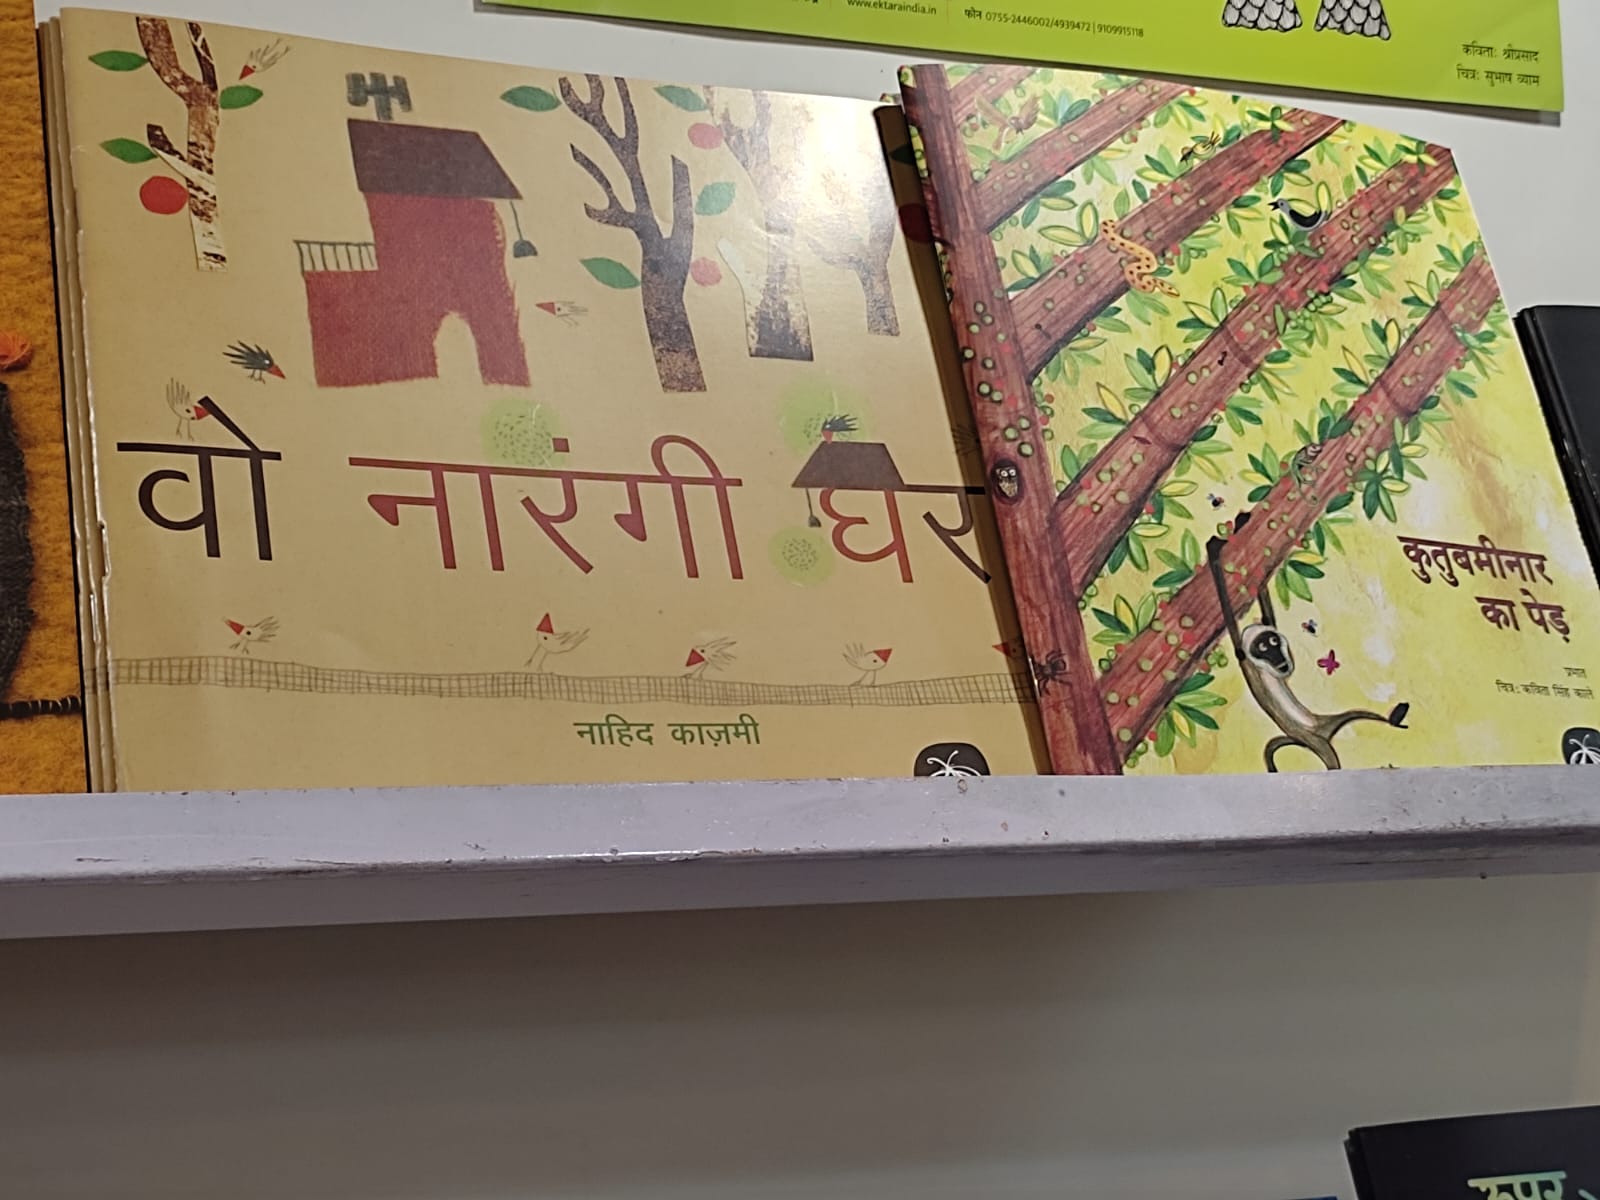 www.ektaraindia.in
फोन 0755-2446002/4939472 | 9109915118
कविता: श्रीप्रसाद
चित्र: सुभाष व्याम
वो नारंगी घर
नाहिद काज़मी
कुतुबमीनार
का पेड़
प्रभात
चित्र: कविता सिंह काले